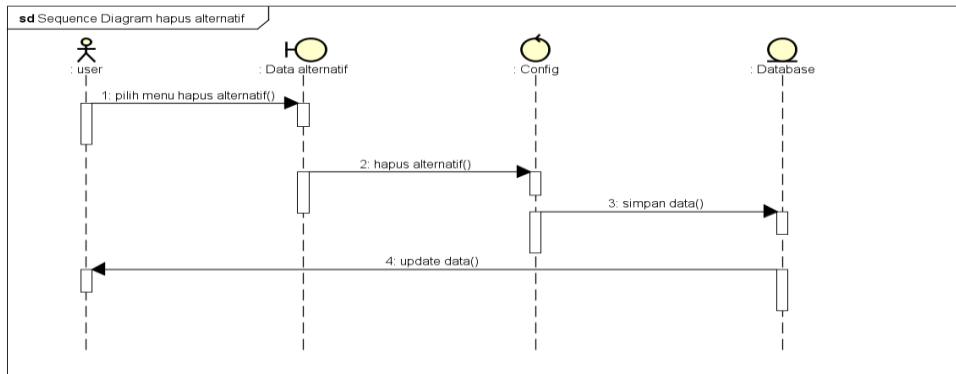 sd Sequence Diagram hapus alternatif
: user
: Data alternatif
: Config
: Database
1: pilih menu hapus alternatif()
2: hapus alternatif()
3: simpan data()
4: update data()